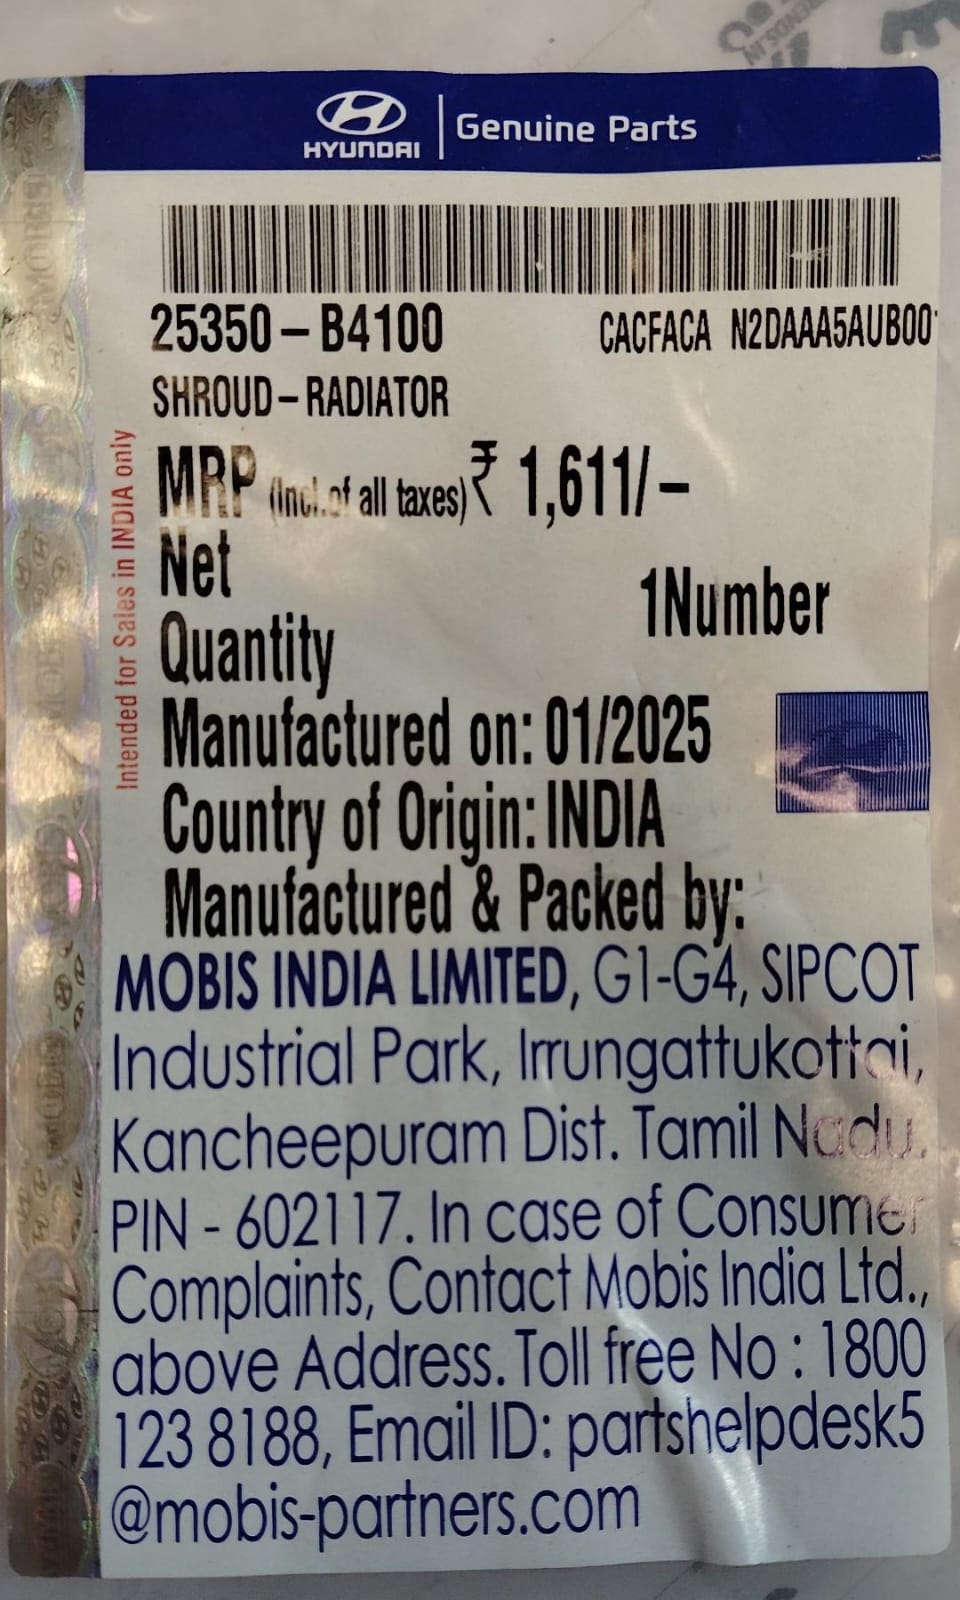 HYUNDAI | Genuine Parts
25350-B4100 CACFACA N2DAAA5AUB00
SHROUD-RADIATOR
MRP (Incl.of all taxes) ₹ 1,611/-
Net
Quantity
1Number
Manufactured on: 01/2025
Country of Origin: INDIA
Manufactured & Packed by:
MOBIS INDIA LIMITED, G1-G4, SIPCOT
Industrial Park, Irrungattukottai,
Kancheepuram Dist. Tamil Nadu.
PIN - 602117. In case of Consumer
Complaints, Contact Mobis India Ltd.,
above Address. Toll free No : 1800
123 8188, Email ID: partshelpdesk5
@mobis-partners.com
Intended for Sales in INDIA only
MOBIS